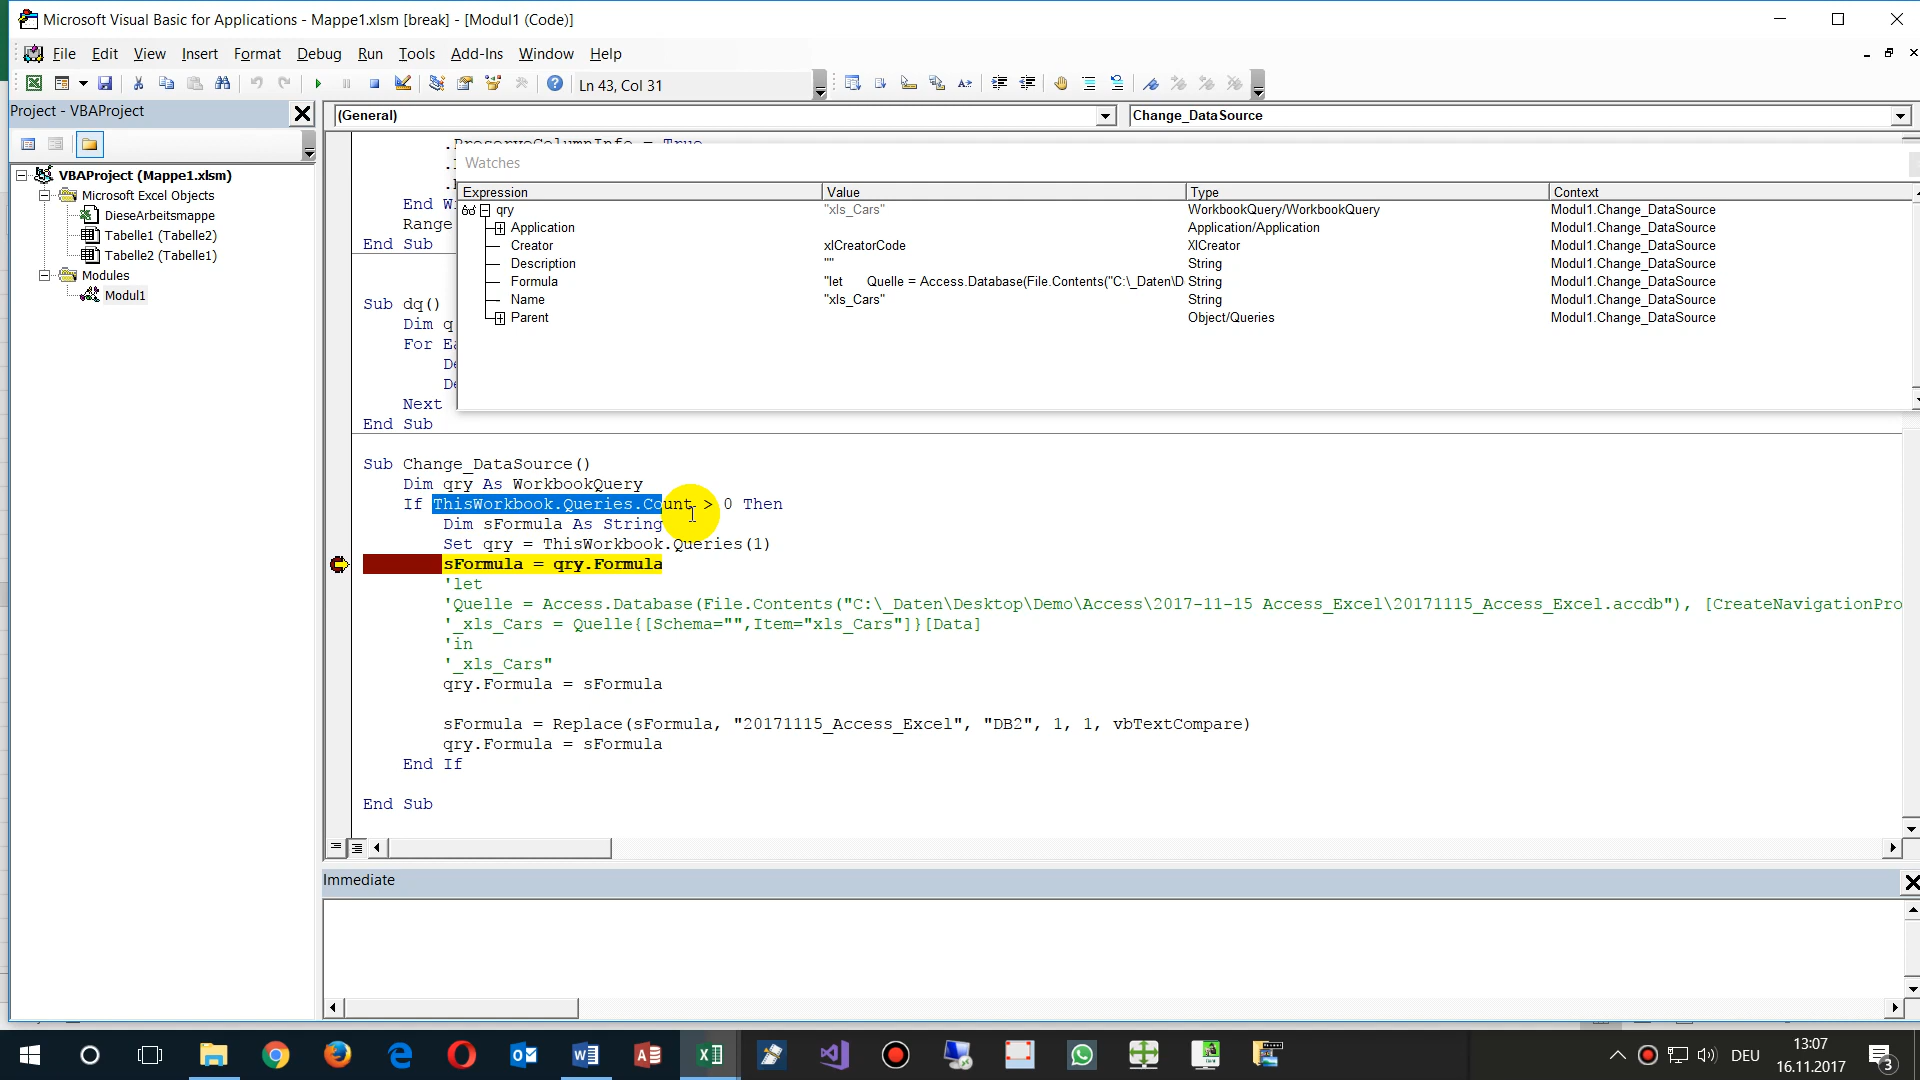 Microsoft Visual Basic for Applications - Mappe1.xlsm [break] - [Modul1 (Code)]
File Edit View Insert Format Debug Run Tools Add-Ins Window Help
Ln 43, Col 31
Project - VBAProject
(General)
Change_DataSource
VBAProject (Mappe1.xlsm)
Microsoft Excel Objects
DieseArbeitsmappe
Tabelle1 (Tabelle2)
Tabelle2 (Tabelle1)
Modules
Modul1
.PreserveColumnInfo = True
Watches
Expression Value Type Context
qry "xls_Cars" WorkbookQuery/WorkbookQuery Modul1.Change_DataSource
Application Application/Application Modul1.Change_DataSource
Creator xlCreatorCode XlCreator Modul1.Change_DataSource
Description "" String Modul1.Change_DataSource
Formula "let Quelle = Access.Database(File.Contents("C:\_Daten\D String Modul1.Change_DataSource
Name "xls_Cars" String Modul1.Change_DataSource
Parent Object/Queries Modul1.Change_DataSource
End W
Range
End Sub
Sub dq()
Dim q
For Ea
De
De
Next
End Sub
Sub Change_DataSource()
Dim qry As WorkbookQuery
If ThisWorkbook.Queries.Count > 0 Then
Dim sFormula As String
Set qry = ThisWorkbook.Queries(1)
sFormula = qry.Formula
'let
'Quelle = Access.Database(File.Contents("C:\_Daten\Desktop\Demo\Access\2017-11-15 Access_Excel\20171115_Access_Excel.accdb"), [CreateNavigationPro
'_xls_Cars = Quelle{[Schema="",Item="xls_Cars"]}[Data]
'in
'_xls_Cars"
qry.Formula = sFormula
sFormula = Replace(sFormula, "20171115_Access_Excel", "DB2", 1, 1, vbTextCompare)
qry.Formula = sFormula
End If
End Sub
Immediate
DEU
13:07
16.11.2017
3